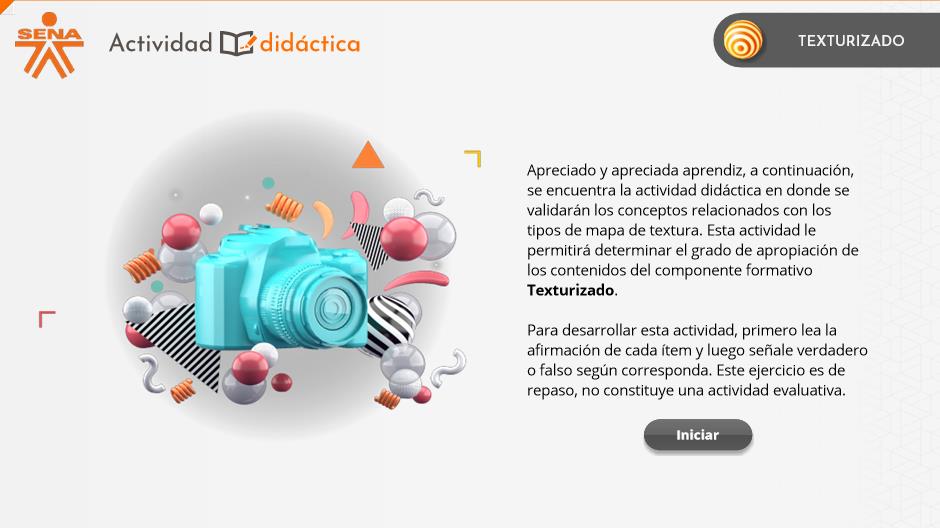 SENA
Actividad didáctica
TEXTURIZADO
Apreciado y apreciada aprendiz, a continuación,
se encuentra la actividad didáctica en donde se
validarán los conceptos relacionados con los
tipos de mapa de textura. Esta actividad le
permitirá determinar el grado de apropiación de
los contenidos del componente formativo
Texturizado.
Para desarrollar esta actividad, primero lea la
afirmación de cada ítem y luego señale verdadero
o falso según corresponda. Este ejercicio es de
repaso, no constituye una actividad evaluativa.
Iniciar